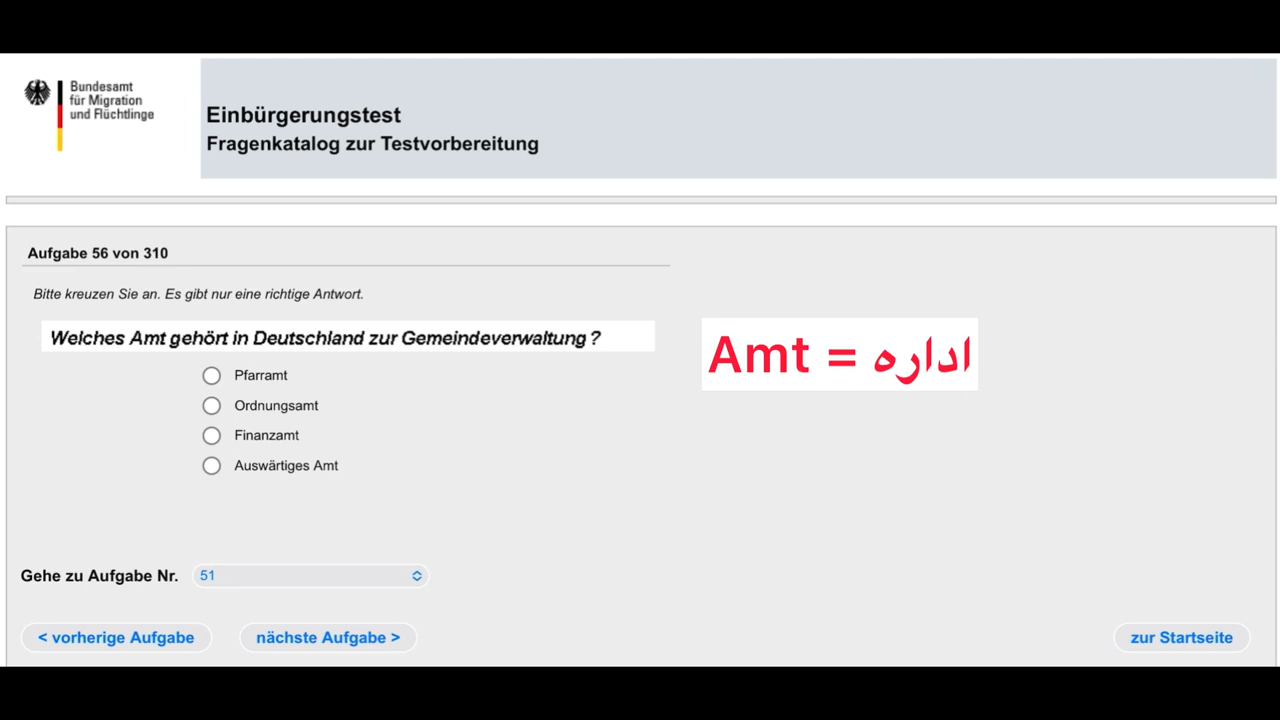 Bundesamt
für Migration
und Flüchtlinge
Einbürgerungstest
Fragenkatalog zur Testvorbereitung
Aufgabe 56 von 310
Bitte kreuzen Sie an. Es gibt nur eine richtige Antwort.
Welches Amt gehört in Deutschland zur Gemeindeverwaltung ?
Amt = اداره
Pfarramt
Ordnungsamt
Finanzamt
Auswärtiges Amt
Gehe zu Aufgabe Nr. 51
< vorherige Aufgabe nächste Aufgabe > zur Startseite